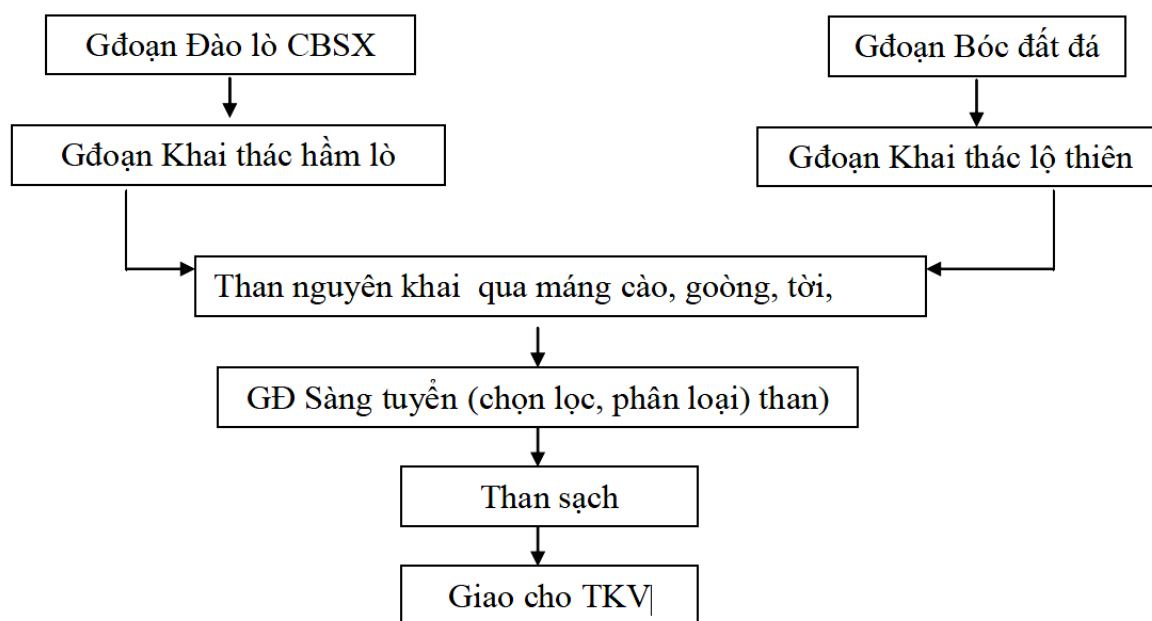 Gđoạn Đào lò CBSX
Gđoạn Bóc đất đá
Gđoạn Khai thác hầm lò
Gđoạn Khai thác lộ thiên
Than nguyên khai qua máng cào, goòng, tời,
GĐ Sàng tuyển (chọn lọc, phân loại) than)
Than sạch
Giao cho TKV